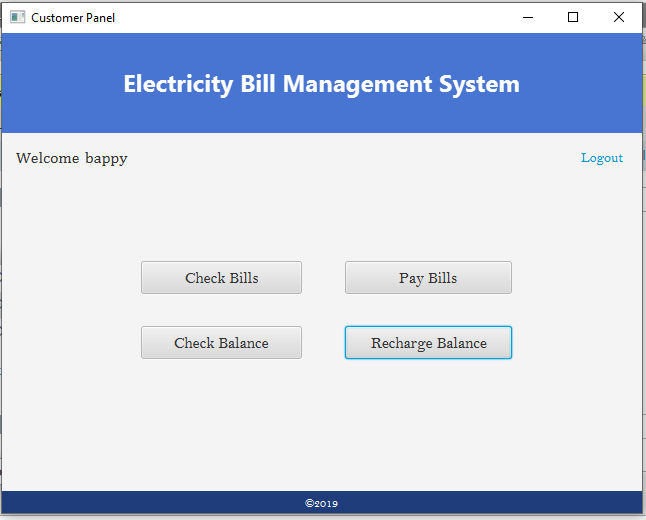 Customer Panel
Electricity Bill Management System
Welcome bappy
Logout
Check Bills
Pay Bills
Check Balance
Recharge Balance
©2019